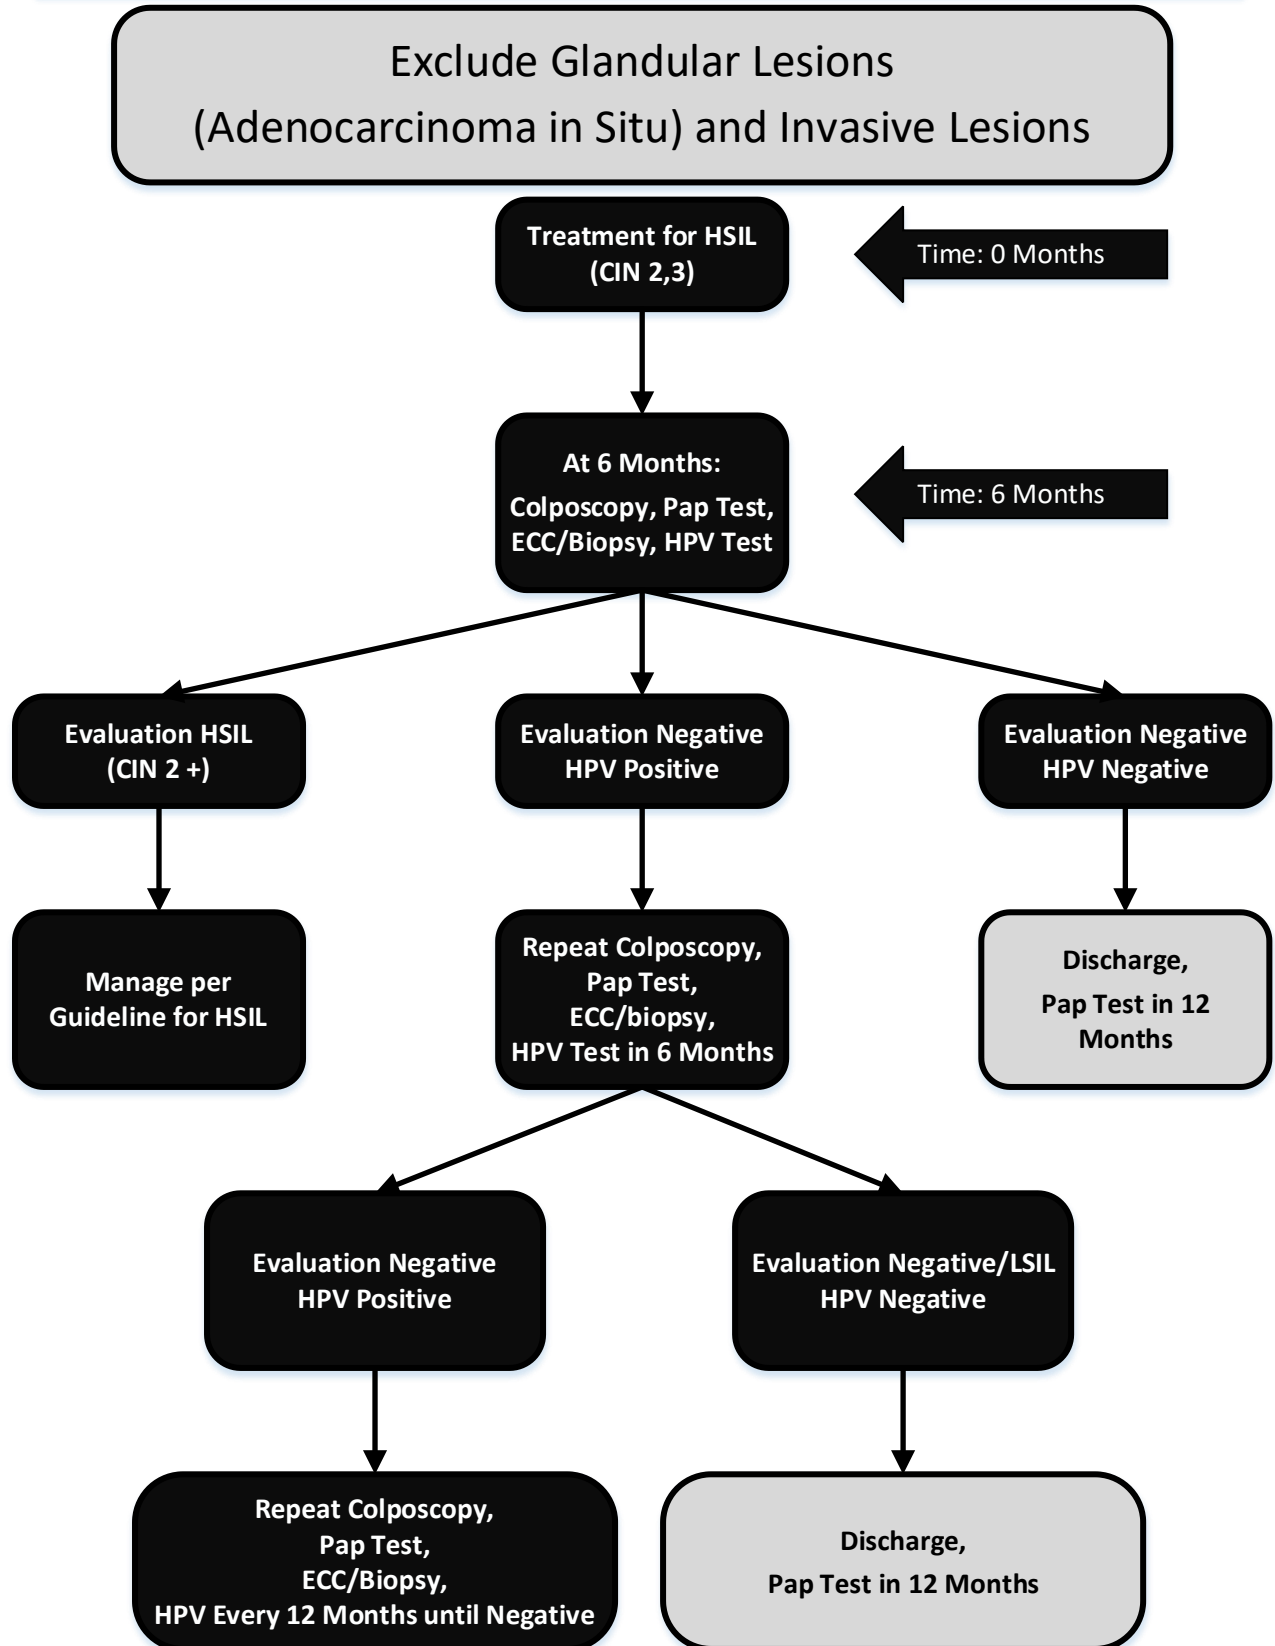 Exclude Glandular Lesions
(Adenocarcinoma in Situ) and Invasive Lesions
Treatment for HSIL
(CIN 2,3)
Time: 0 Months
At 6 Months:
Colposcopy, Pap Test,
ECC/Biopsy, HPV Test
Time: 6 Months
Evaluation HSIL
(CIN 2 +)
Evaluation Negative
HPV Positive
Evaluation Negative
HPV Negative
Manage per
Guideline for HSIL
Repeat Colposcopy,
Pap Test,
ECC/biopsy,
HPV Test in 6 Months
Discharge,
Pap Test in 12
Months
Evaluation Negative
HPV Positive
Evaluation Negative/LSIL
HPV Negative
Repeat Colposcopy,
Pap Test,
ECC/Biopsy,
HPV Every 12 Months until Negative
Discharge,
Pap Test in 12 Months